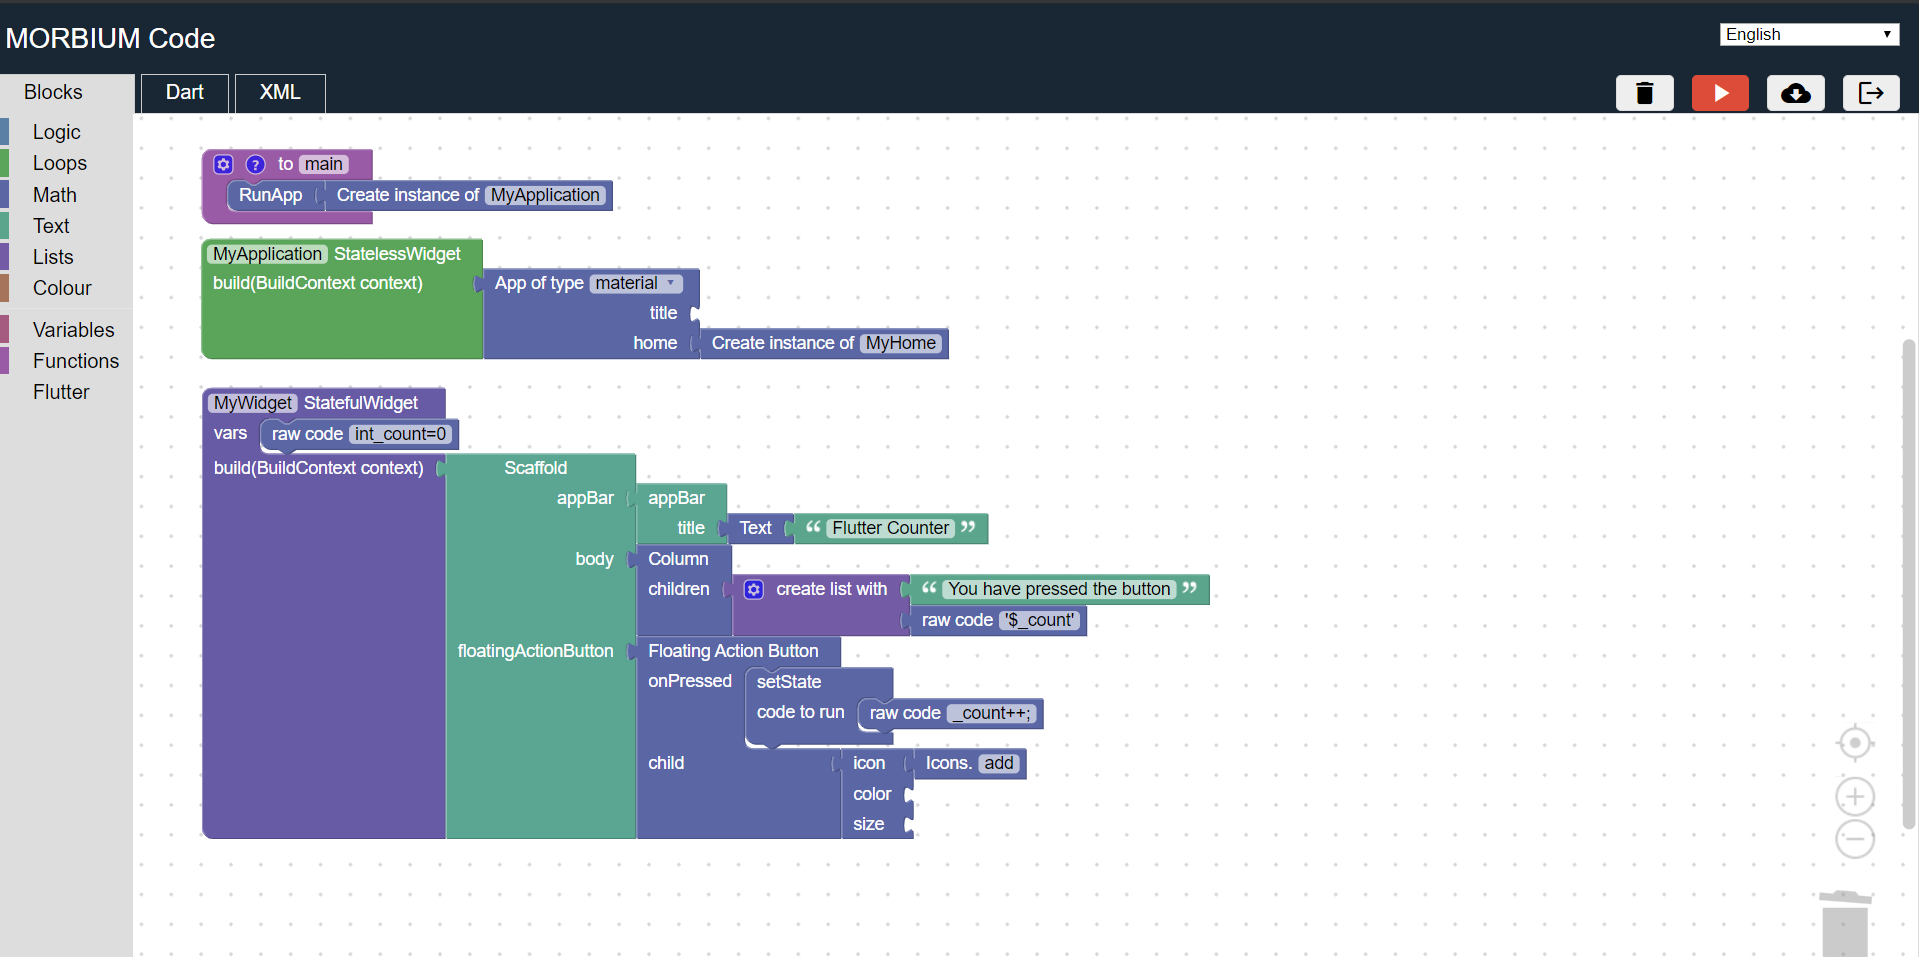 MORBIUM Code
English
Blocks
Dart
XML
Logic
Loops
Math
Text
Lists
Colour
Variables
Functions
Flutter
? to main
RunApp Create instance of MyApplication
MyApplication StatelessWidget
build(BuildContext context) App of type material
title
home Create instance of MyHome
MyWidget StatefulWidget
vars raw code int_count=0
build(BuildContext context) Scaffold
appBar appBar
title Text “ Flutter Counter ”
body Column
children create list with “ You have pressed the button ”
raw code '$_count'
floatingActionButton Floating Action Button
onPressed setState
code to run raw code _count++;
child icon Icons. add
color
size